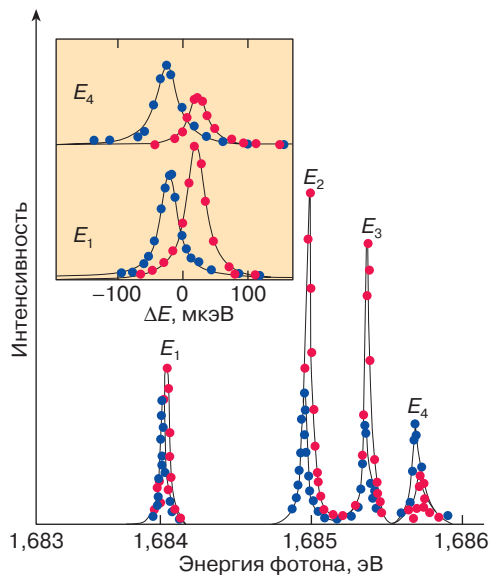 −100 0 100
E4
E1
ΔE, мкэВ
Интенсивность
E2
E3
E1
E4
1,683 1,684 1,685 1,686
Энергия фотона, эВ